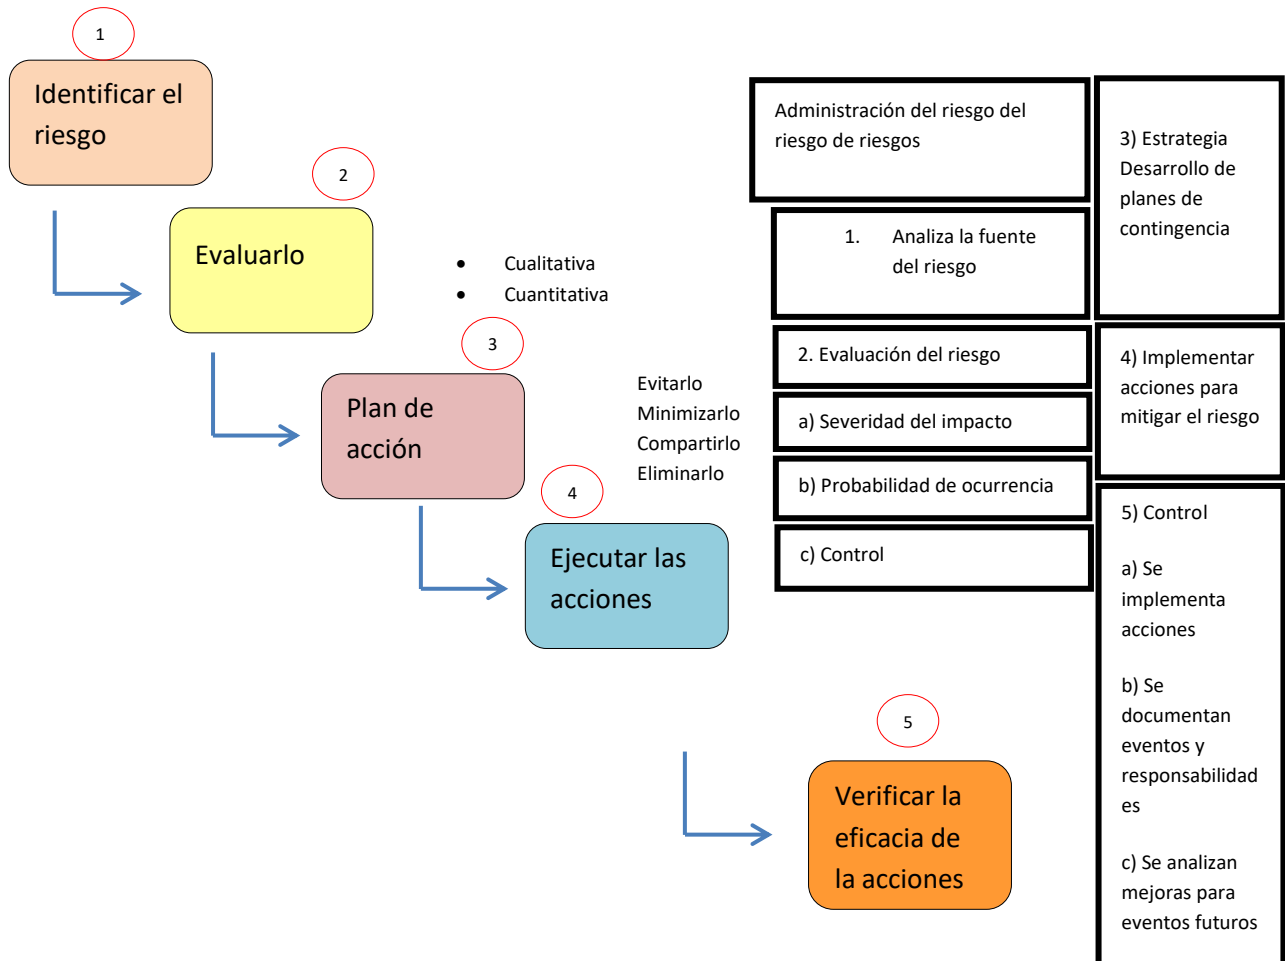 1
Identificar el
riesgo
2
Evaluarlo
• Cualitativa
• Cuantitativa
3
Plan de
acción
Evitarlo
Minimizarlo
Compartirlo
Eliminarlo
4
Ejecutar las
acciones
5
Verificar la
eficacia de
la acciones
Administración del riesgo del
riesgo de riesgos
1. Analiza la fuente
del riesgo
2. Evaluación del riesgo
a) Severidad del impacto
b) Probabilidad de ocurrencia
c) Control
3) Estrategia
Desarrollo de
planes de
contingencia
4) Implementar
acciones para
mitigar el riesgo
5) Control
a) Se
implementa
acciones
b) Se
documentan
eventos y
responsabilidad
es
c) Se analizan
mejoras para
eventos futuros